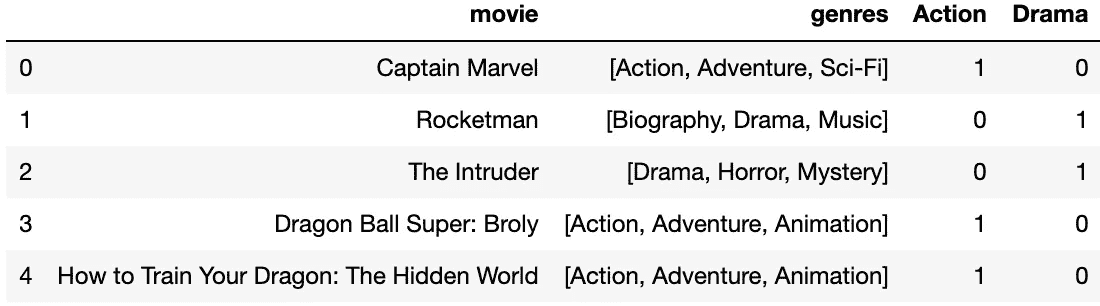 movie genres Action Drama
0 Captain Marvel [Action, Adventure, Sci-Fi] 1 0
1 Rocketman [Biography, Drama, Music] 0 1
2 The Intruder [Drama, Horror, Mystery] 0 1
3 Dragon Ball Super: Broly [Action, Adventure, Animation] 1 0
4 How to Train Your Dragon: The Hidden World [Action, Adventure, Animation] 1 0